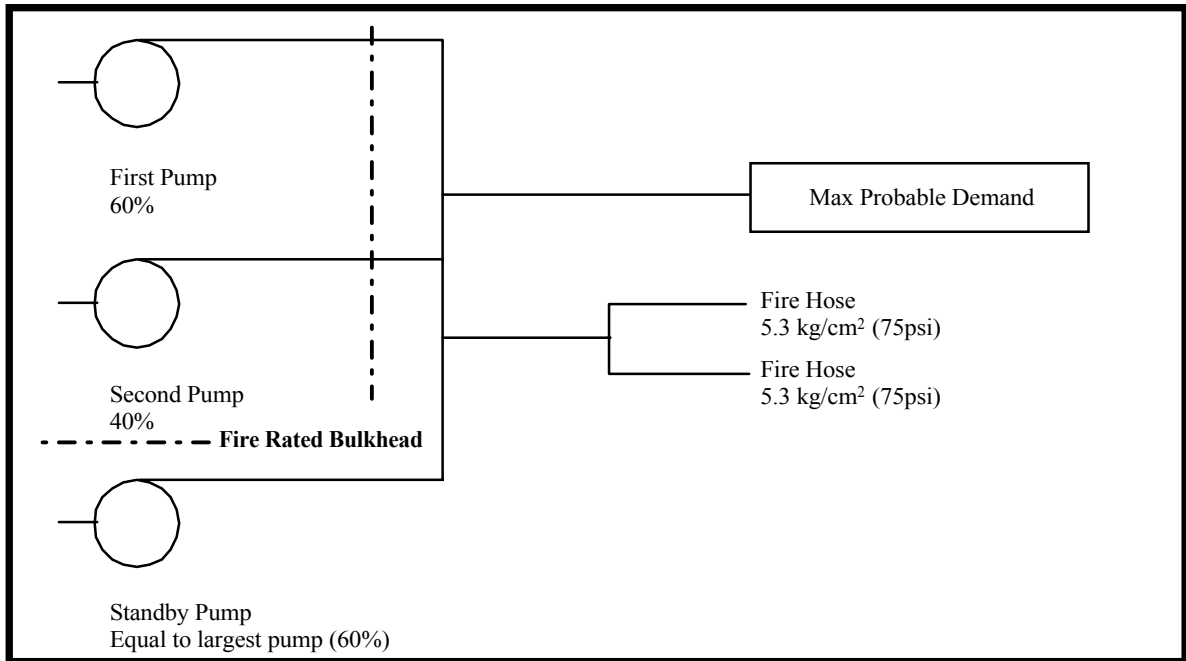 First Pump
60%
Max Probable Demand
Second Pump
40%
Fire Hose
5.3 kg/cm² (75psi)
Fire Hose
5.3 kg/cm² (75psi)
Fire Rated Bulkhead
Standby Pump
Equal to largest pump (60%)